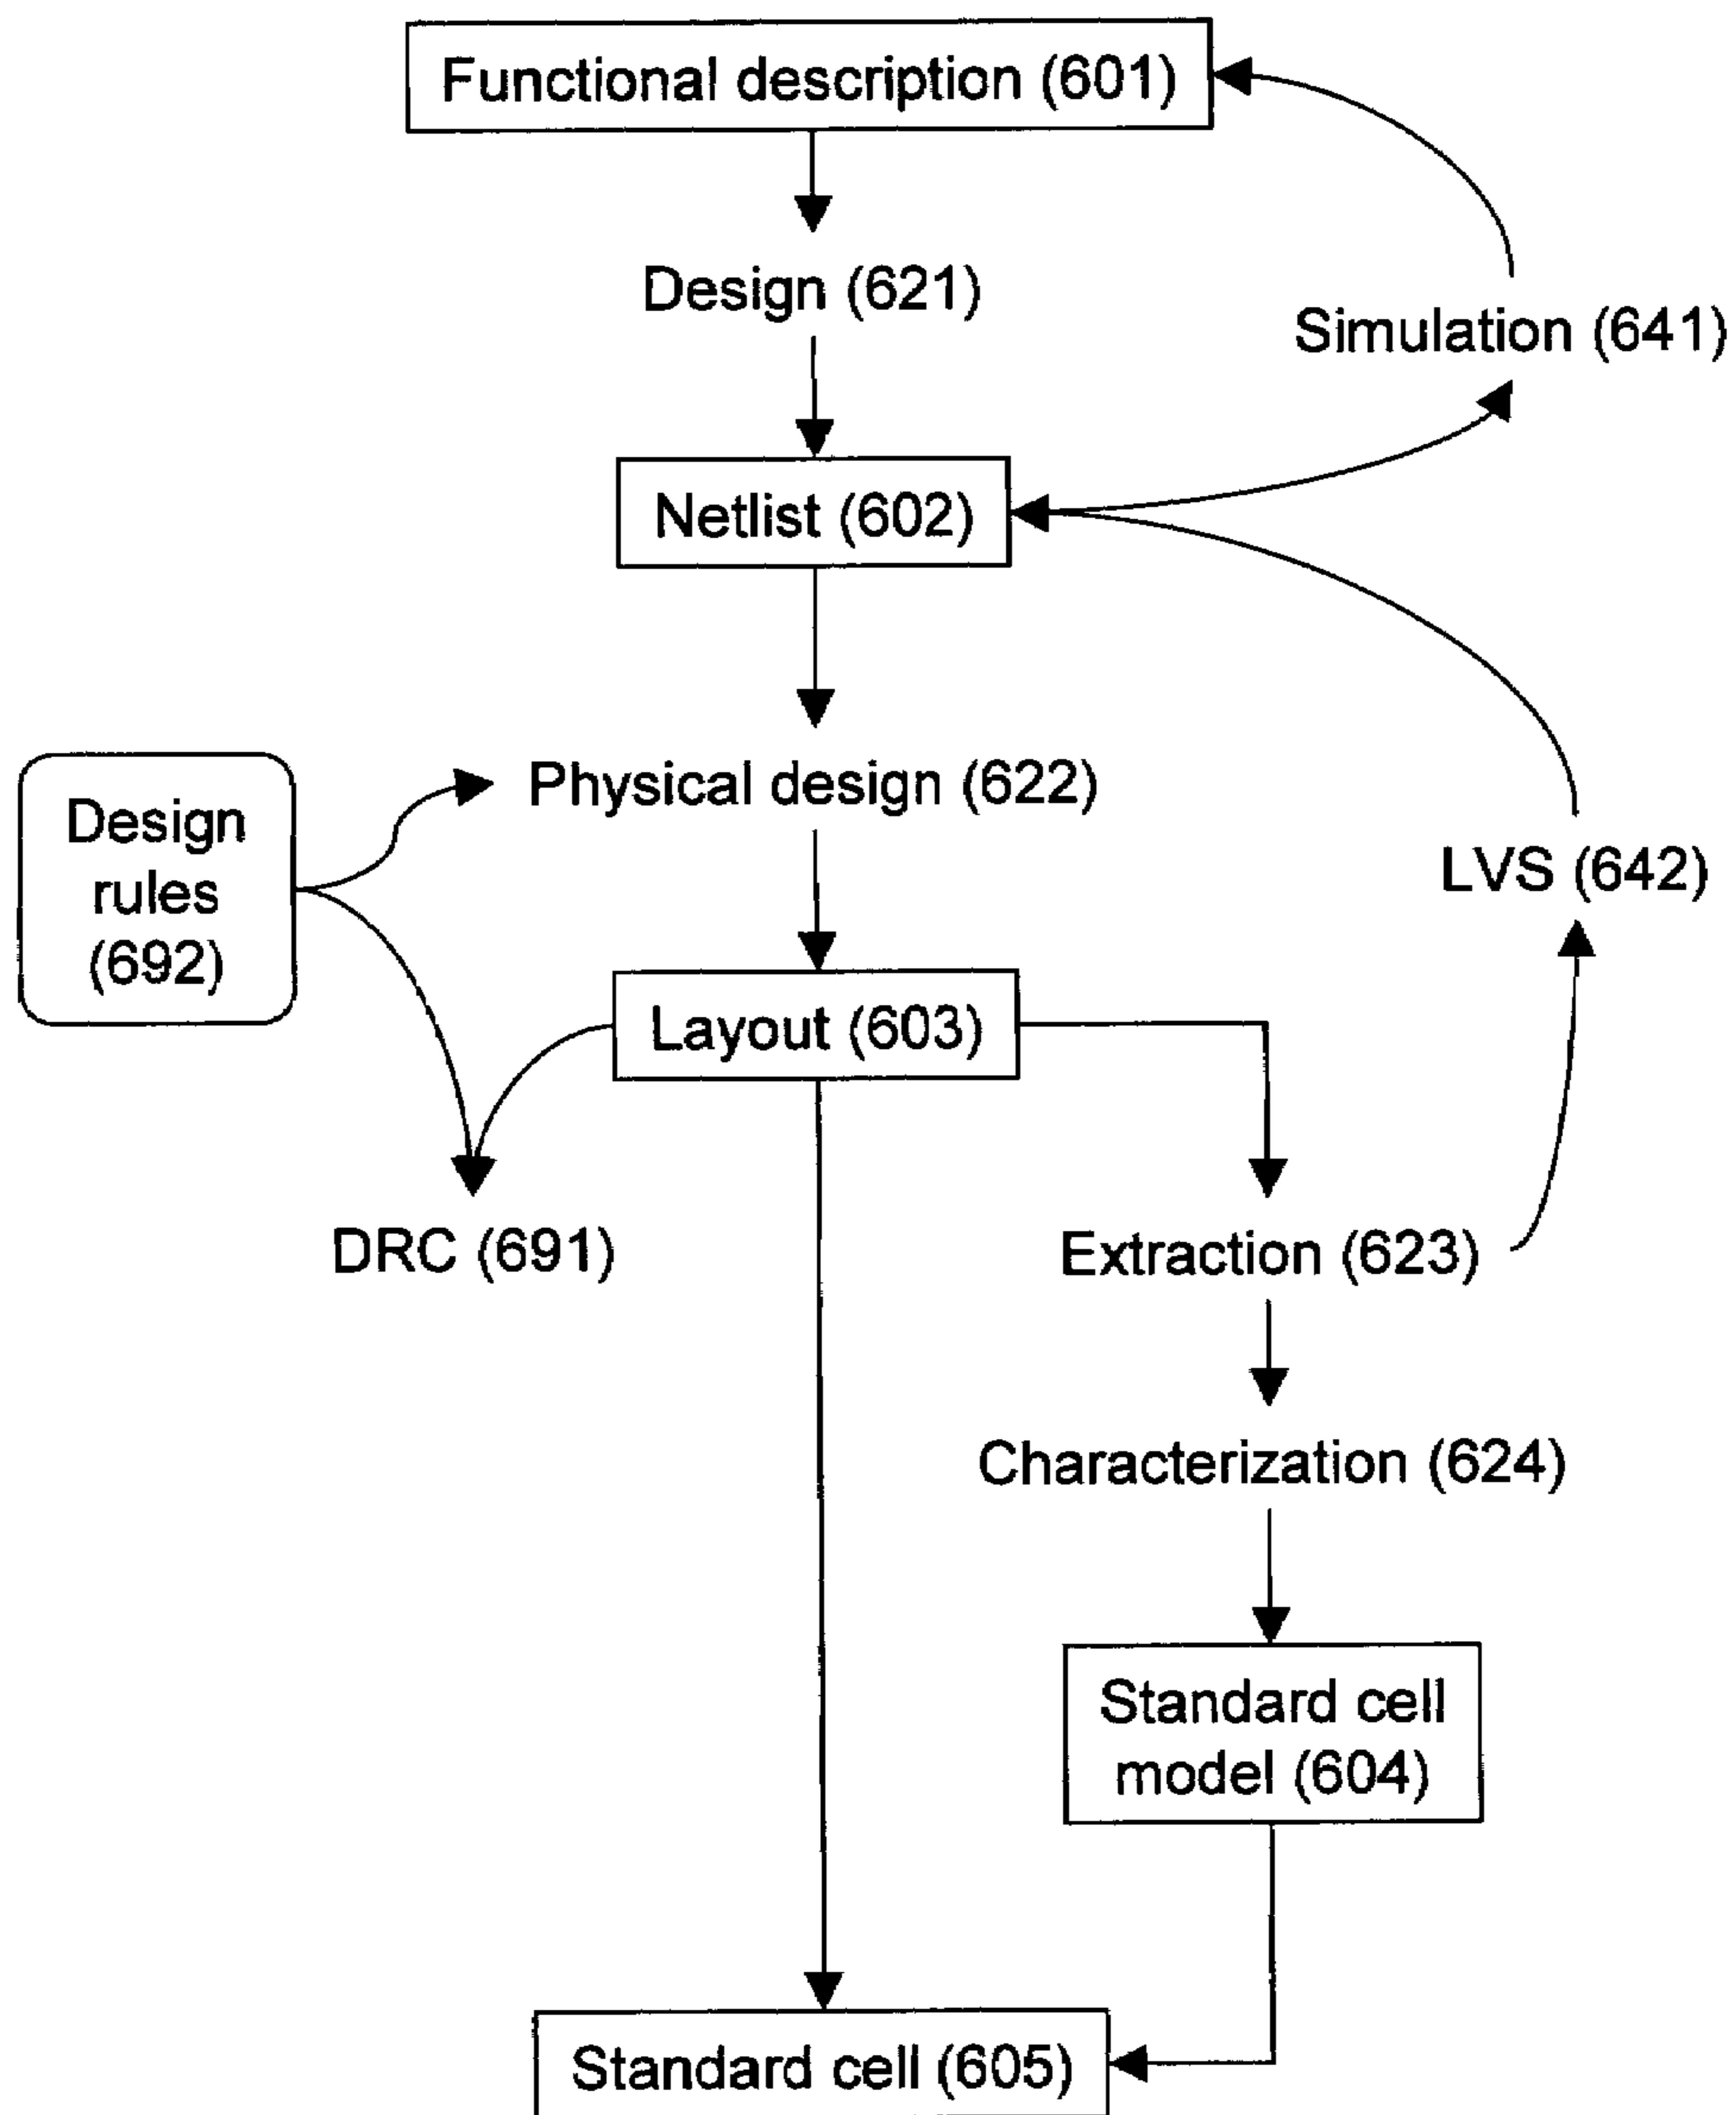 Functional description (601)
Design (621)
Simulation (641)
Netlist (602)
Physical design (622)
Design
rules
(692)
LVS (642)
Layout (603)
DRC (691)
Extraction (623)
Characterization (624)
Standard cell
model (604)
Standard cell (605)